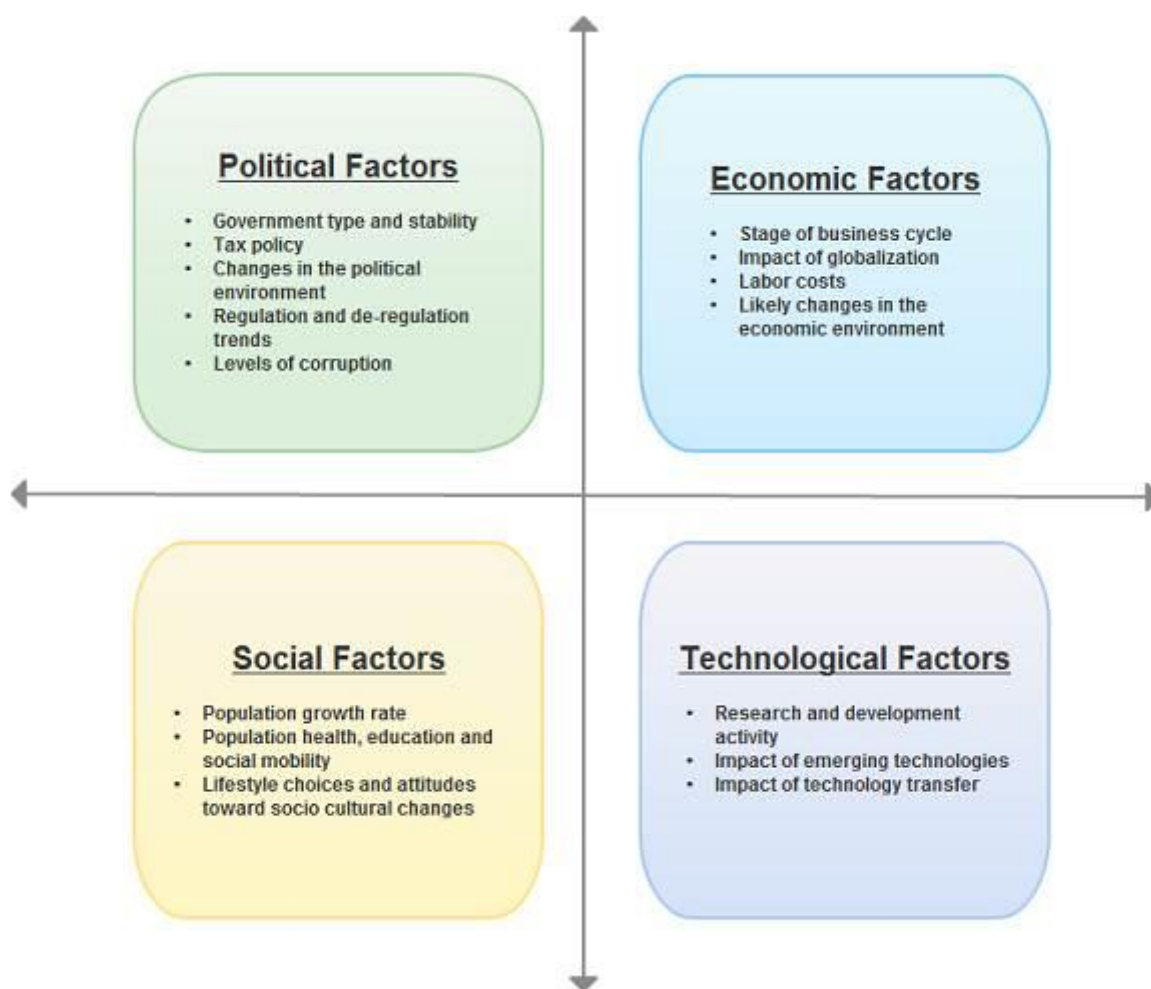 Political Factors
• Government type and stability
• Tax policy
• Changes in the political
environment
• Regulation and de-regulation
trends
• Levels of corruption
Economic Factors
• Stage of business cycle
• Impact of globalization
• Labor costs
• Likely changes in the
economic environment
Social Factors
• Population growth rate
• Population health, education and
social mobility
• Lifestyle choices and attitudes
toward socio cultural changes
Technological Factors
• Research and development
activity
• Impact of emerging technologies
• Impact of technology transfer